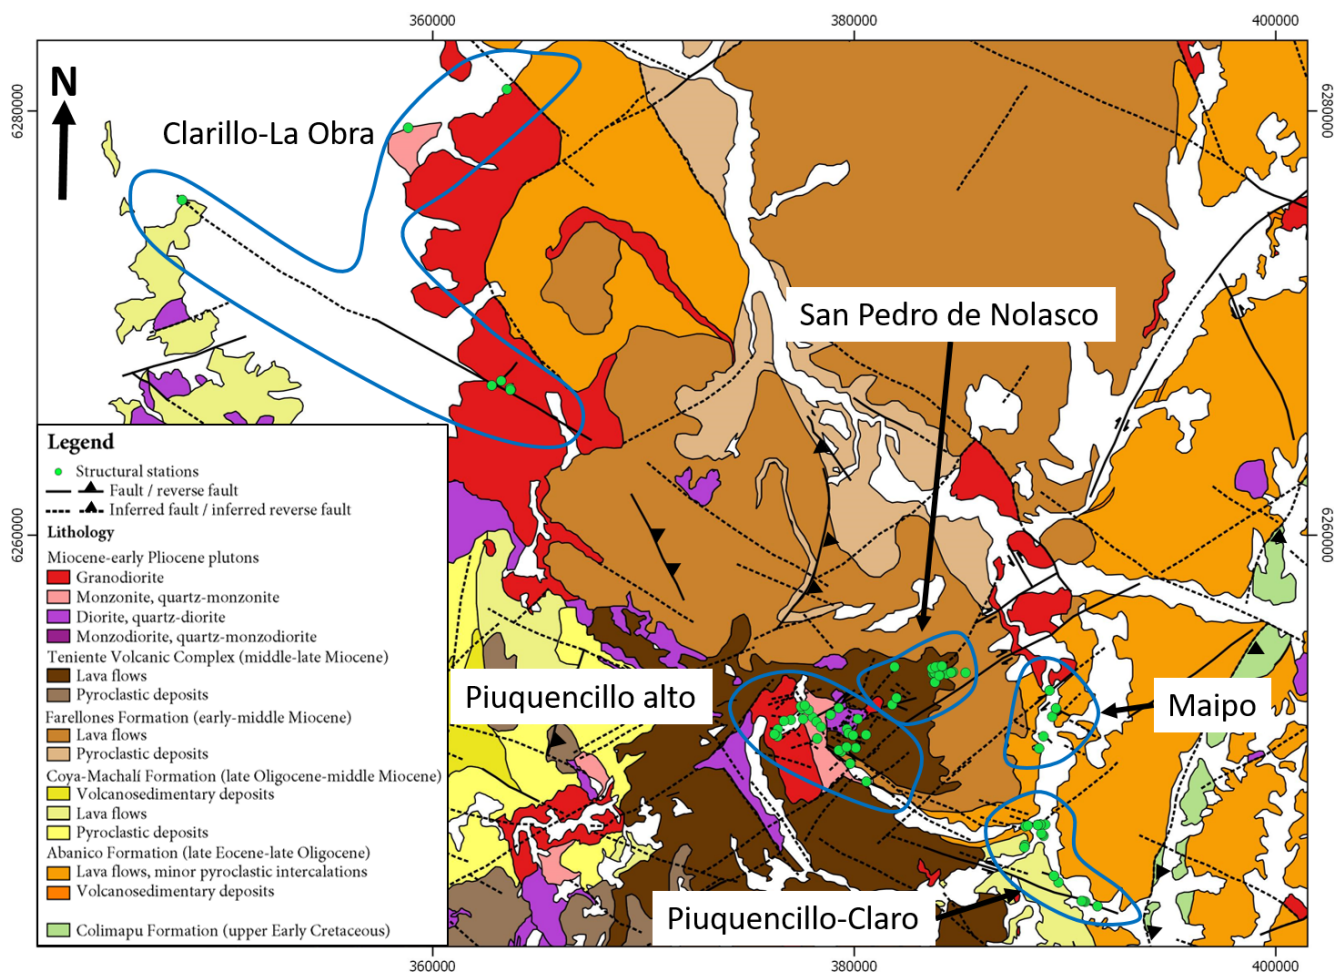 360000
380000
400000
6280000
6280000
N
Clarillo-La Obra
San Pedro de Nolasco
Legend
Structural stations
Fault / reverse fault
Inferred fault / inferred reverse fault
Lithology
Miocene-early Pliocene plutons
Granodiorite
Monzonite, quartz-monzonite
Diorite, quartz-diorite
Monzodiorite, quartz-monzodiorite
Teniente Volcanic Complex (middle-late Miocene)
Lava flows
Pyroclastic deposits
Farellones Formation (early-middle Miocene)
Lava flows
Pyroclastic deposits
Coya-Machalí Formation (late Oligocene-middle Miocene)
Volcanosedimentary deposits
Lava flows
Pyroclastic deposits
Abanico Formation (late Eocene-late Oligocene)
Lava flows, minor pyroclastic intercalations
Volcanosedimentary deposits
Colimapu Formation (upper Early Cretaceous)
6260000
6260000
Piuquencillo alto
Maipo
Piuquencillo-Claro
360000
380000
400000